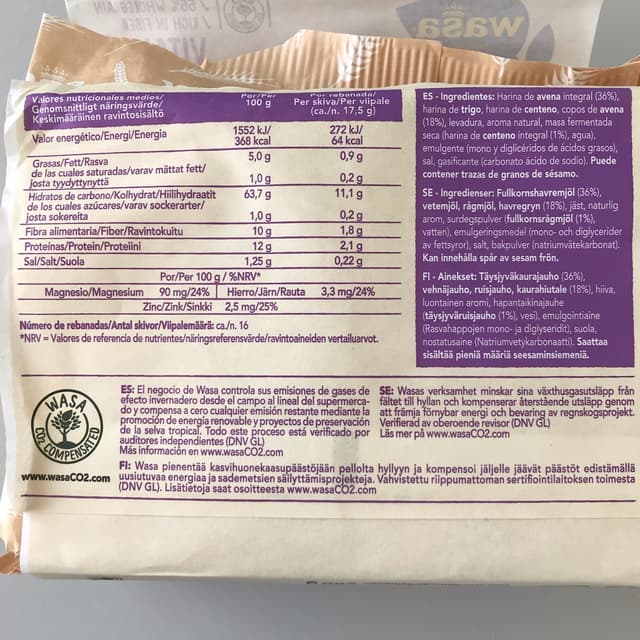 wasa
Valores nutricionales medios/ Por/Per Por rebanada/
Genomsnittligt näringsvärde/ 100 g Per skiva/Per viipale
Keskimääräinen ravintosisältö (ca./n. 17,5 g)
Valor energético/Energi/Energia 1552 kJ/ 272 kJ/
368 kcal 64 kcal
Grasas/Fett/Rasva 5,0 g 0,9 g
de las cuales saturadas/varav mättat fett/
josta tyydyttynyttä 1,0 g 0,2 g
Hidratos de carbono/Kolhydrat/Hiilihydraatit 63,7 g 11,1 g
de los cuales azúcares/varav sockerarter/
josta sokereita 1,0 g 0,2 g
Fibra alimentaria/Fiber/Ravintokuitu 10 g 1,8 g
Proteínas/Protein/Proteiini 12 g 2,1 g
Sal/Salt/Suola 1,25 g 0,22 g
Por/Per 100 g / %NRV*
Magnesio/Magnesium 90 mg/24% Hierro/Järn/Rauta 3,3 mg/24%
Zinc/Zink/Sinkki 2,5 mg/25%
Número de rebanadas/Antal skivor/Viipalemäärä: ca./n. 16
*NRV = Valores de referencia de nutrientes/näringsreferensvärde/ravintoaineiden vertailuarvot.
ES - Ingredientes: Harina de avena integral (36%),
harina de trigo, harina de centeno, copos de avena
(18%), levadura, aroma natural, masa fermentada
seca (harina de centeno integral (1%), agua),
emulgente (mono y diglicéridos de ácidos grasos),
sal, gasificante (carbonato ácido de sodio). Puede
contener trazas de granos de sésamo.
SE - Ingredienser: Fullkornshavremjöl (36%),
vetemjöl, rågmjöl, havregryn (18%), jäst, naturlig
arom, surdegspulver (fullkornsrågmjöl (1%),
vatten), emulgeringsmedel (mono- och diglycerider
av fettsyror), salt, bakpulver (natriumvätekarbonat).
Kan innehålla spår av sesam frön.
FI - Ainekset: Täysjyväkaurajauho (36%),
vehnäjauho, ruisjauho, kaurahiutale (18%), hiiva,
luontainen aromi, hapantaikinajauhe
(täysjyväruisjauho (1%), vesi), emulgointiaine
(Rasvahappojen mono- ja diglyseridit), suola,
nostatusaine (Natriumvetykarbonaatti). Saattaa
sisältää pieniä määriä seesaminsiemeniä.
WASA
CO2 COMPENSATED
www.wasaCO2.com
ES: El negocio de Wasa controla sus emisiones de gases de
efecto invernadero desde el campo al lineal del supermerca-
do y compensa a cero cualquier emisión restante mediante la
promoción de energía renovable y proyectos de preservación
de la selva tropical. Todo este proceso está verificado por
auditores independientes (DNV GL)
Más información en www.wasaCO2.com
SE: Wasas verksamhet minskar sina växthusgasutsläpp från
fältet till hyllan och kompenserar återstående utsläpp genom
att främja förnybar energi och bevaring av regnskogsprojekt.
Verifierad av oberoende revisor (DNV GL)
Läs mer på www.wasaCO2.com
FI: Wasa pienentää kasvihuonekaasupäästöjään pellolta hyllyyn ja kompensoi jäljelle jäävät päästöt edistämällä
uusiutuvaa energiaa ja sademetsien säilyttämisprojekteja. Vahvistettu riippumattoman sertifiointilaitoksen toimesta
(DNV GL). Lisätietoja saat osoitteesta www.wasaCO2.com